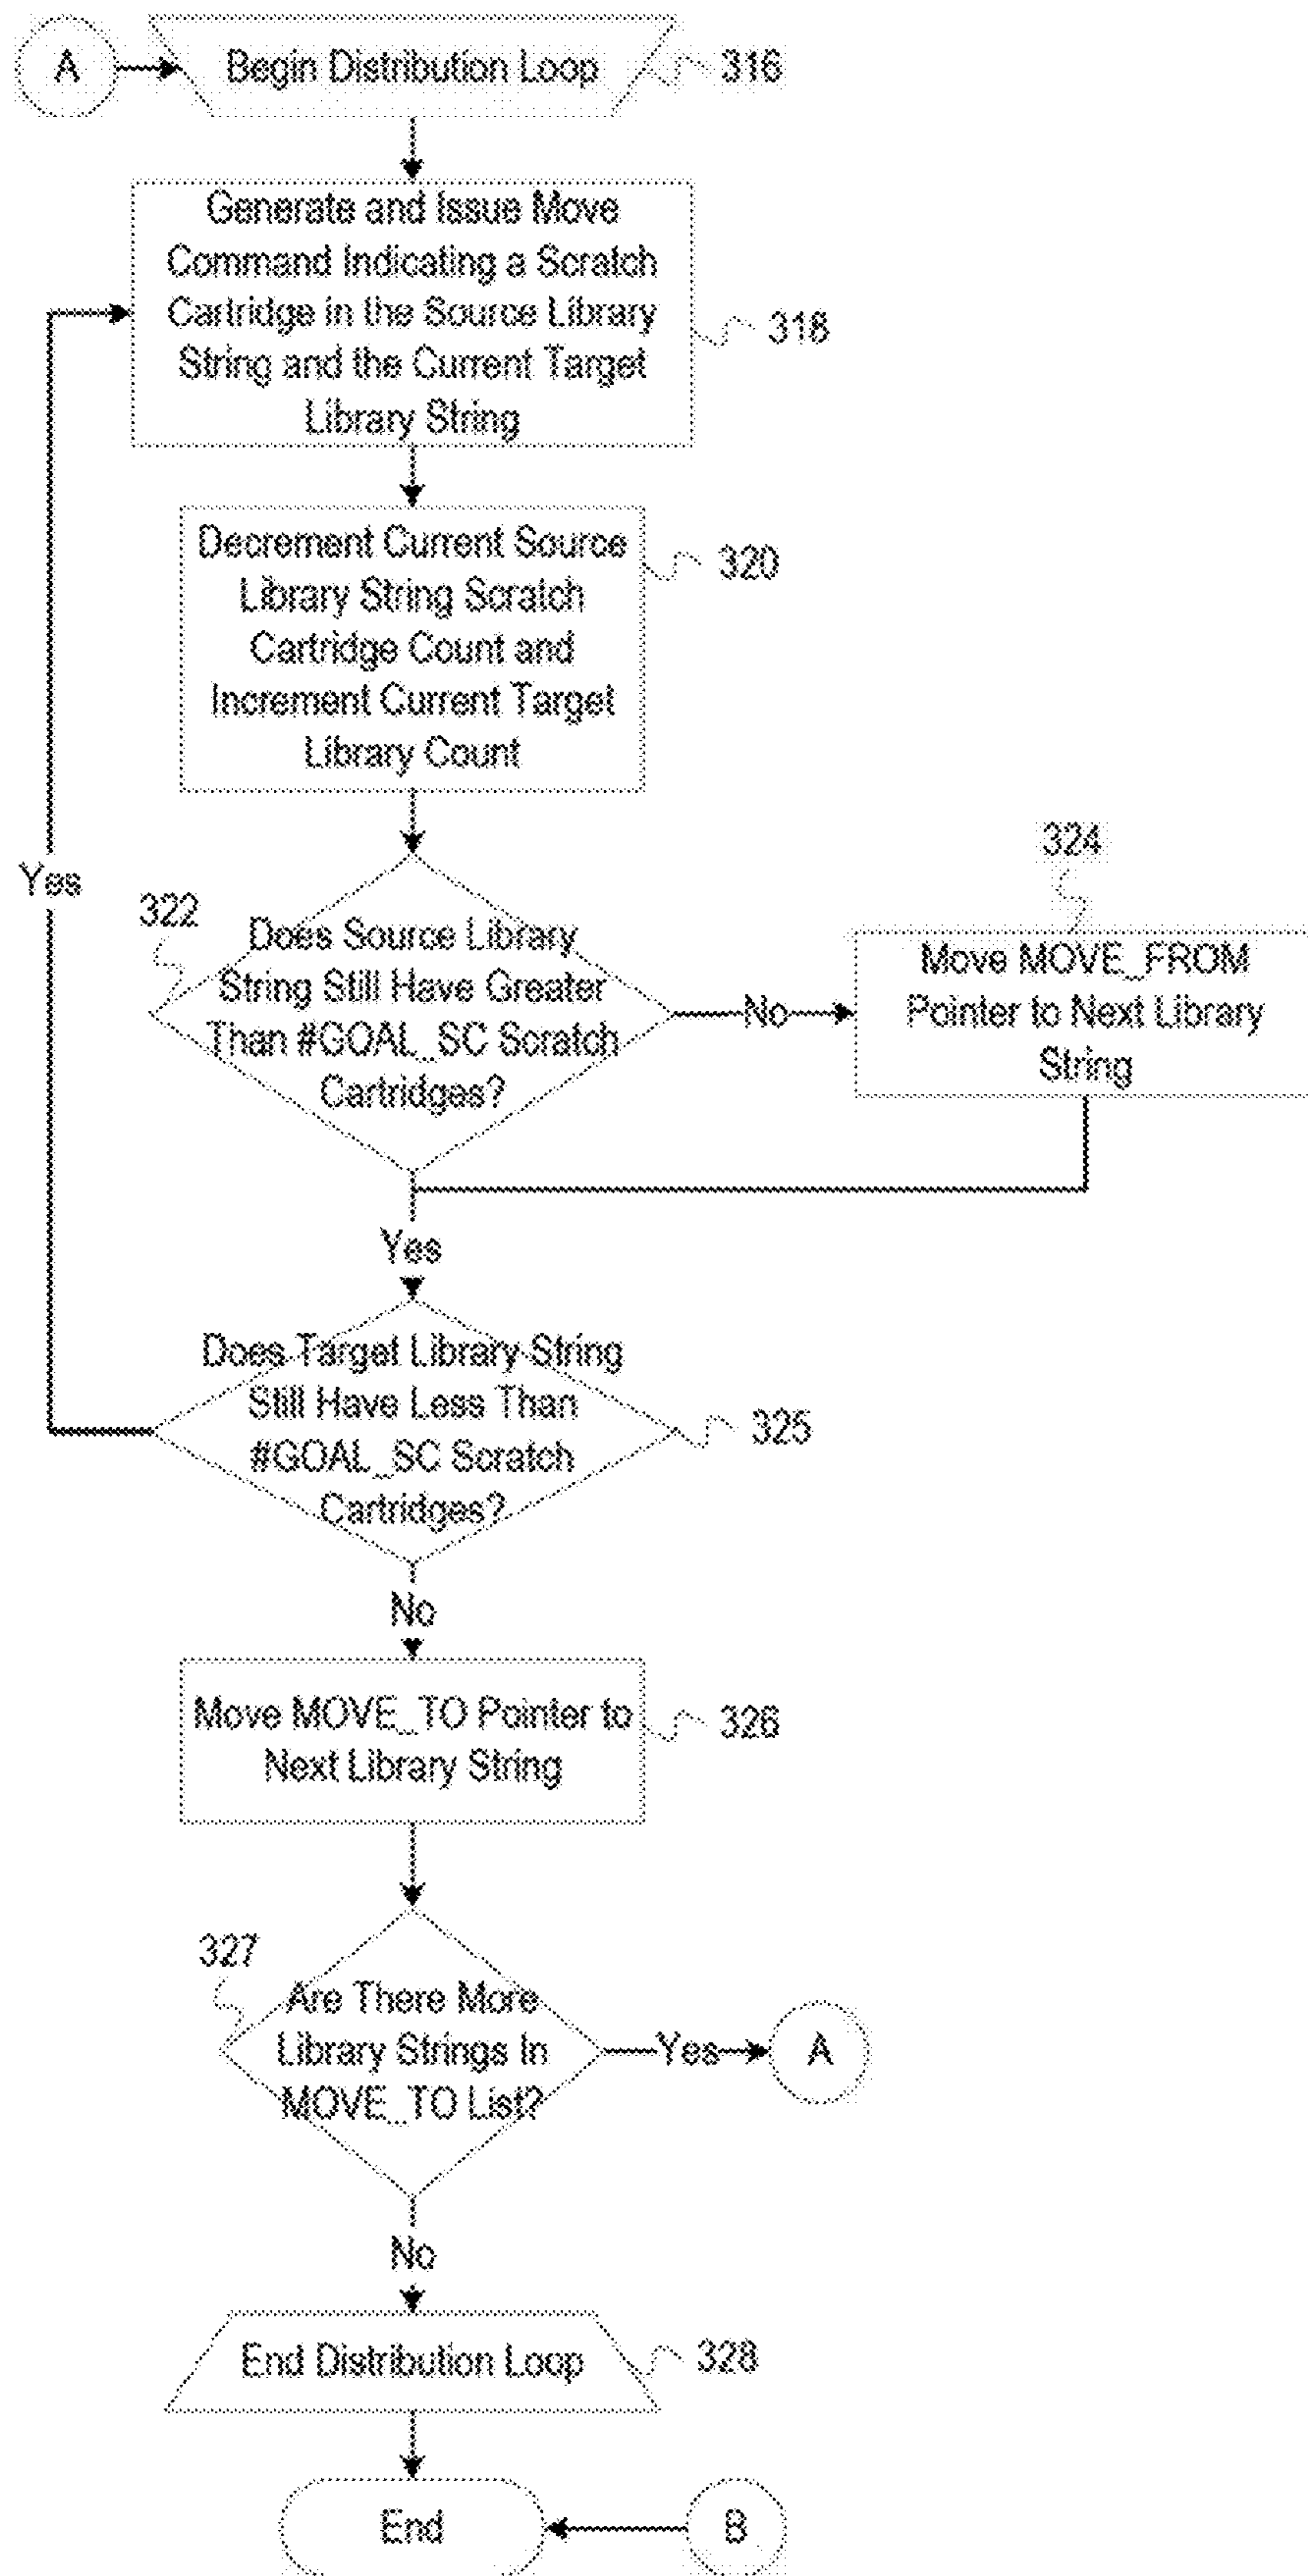 A
Begin Distribution Loop
316
Generate and Issue Move
Command Indicating a Scratch
Cartridge in the Source Library
String and the Current Target
Library String
318
Decrement Current Source
Library String Scratch
Cartridge Count and
Increment Current Target
Library Count
320
Yes
322
Does Source Library
String Still Have Greater
Than #GOAL_SC Scratch
Cartridges?
No
324
Move MOVE_FROM
Pointer to Next Library
String
Yes
Does Target Library String
Still Have Less Than
#GOAL_SC Scratch
Cartridges?
325
No
Move MOVE_TO Pointer to
Next Library String
326
327
Are There More
Library Strings In
MOVE_TO List?
Yes
A
No
End Distribution Loop
328
End
B